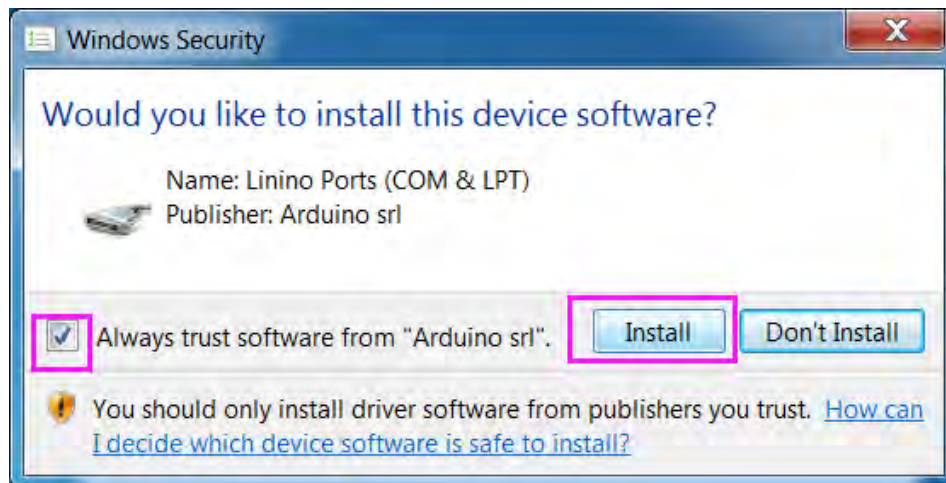 Windows Security
Would you like to install this device software?
Name: Linino Ports (COM & LPT)
Publisher: Arduino srl
Always trust software from "Arduino srl".
Install
Don't Install
You should only install driver software from publishers you trust. How can
I decide which device software is safe to install?